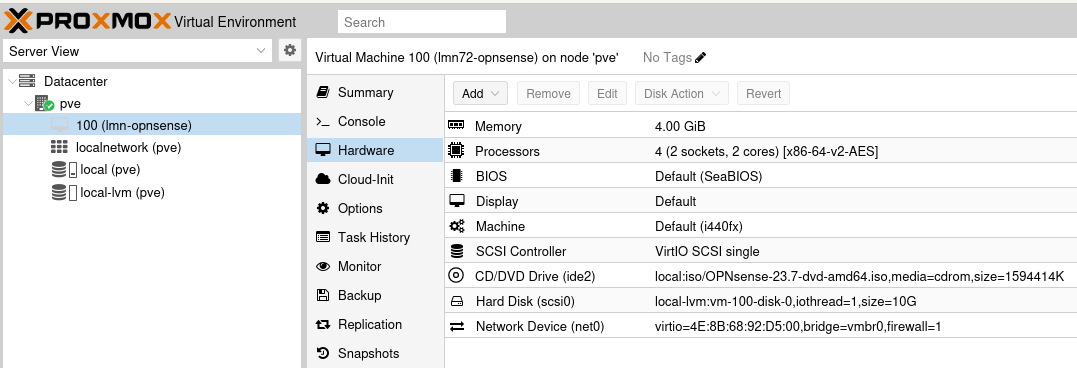 PROXMOX Virtual Environment Search
Server View
Virtual Machine 100 (lmn72-opnsense) on node 'pve' No Tags
Datacenter
pve
100 (lmn-opnsense)
localnetwork (pve)
local (pve)
local-lvm (pve)
Summary
Console
Hardware
Cloud-Init
Options
Task History
Monitor
Backup
Replication
Snapshots
Add Remove Edit Disk Action Revert
Memory 4.00 GiB
Processors 4 (2 sockets, 2 cores) [x86-64-v2-AES]
BIOS Default (SeaBIOS)
Display Default
Machine Default (i440fx)
SCSI Controller VirtIO SCSI single
CD/DVD Drive (ide2) local:iso/OPNsense-23.7-dvd-amd64.iso,media=cdrom,size=1594414K
Hard Disk (scsi0) local-lvm:vm-100-disk-0,iothread=1,size=10G
Network Device (net0) virtio=4E:8B:68:92:D5:00,bridge=vmbr0,firewall=1